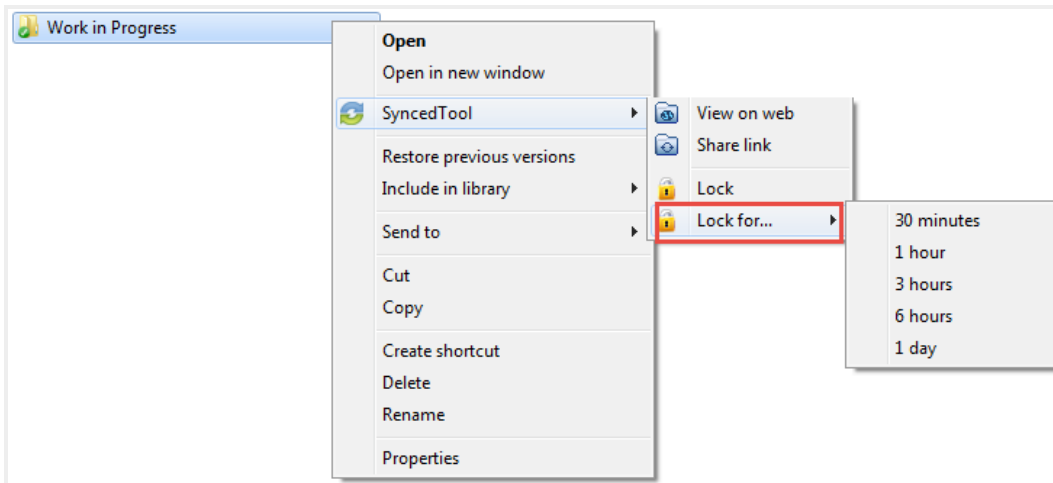 Work in Progress
Open
Open in new window
SyncedTool
Restore previous versions
Include in library
Send to
Cut
Copy
Create shortcut
Delete
Rename
Properties
View on web
Share link
Lock
Lock for...
30 minutes
1 hour
3 hours
6 hours
1 day